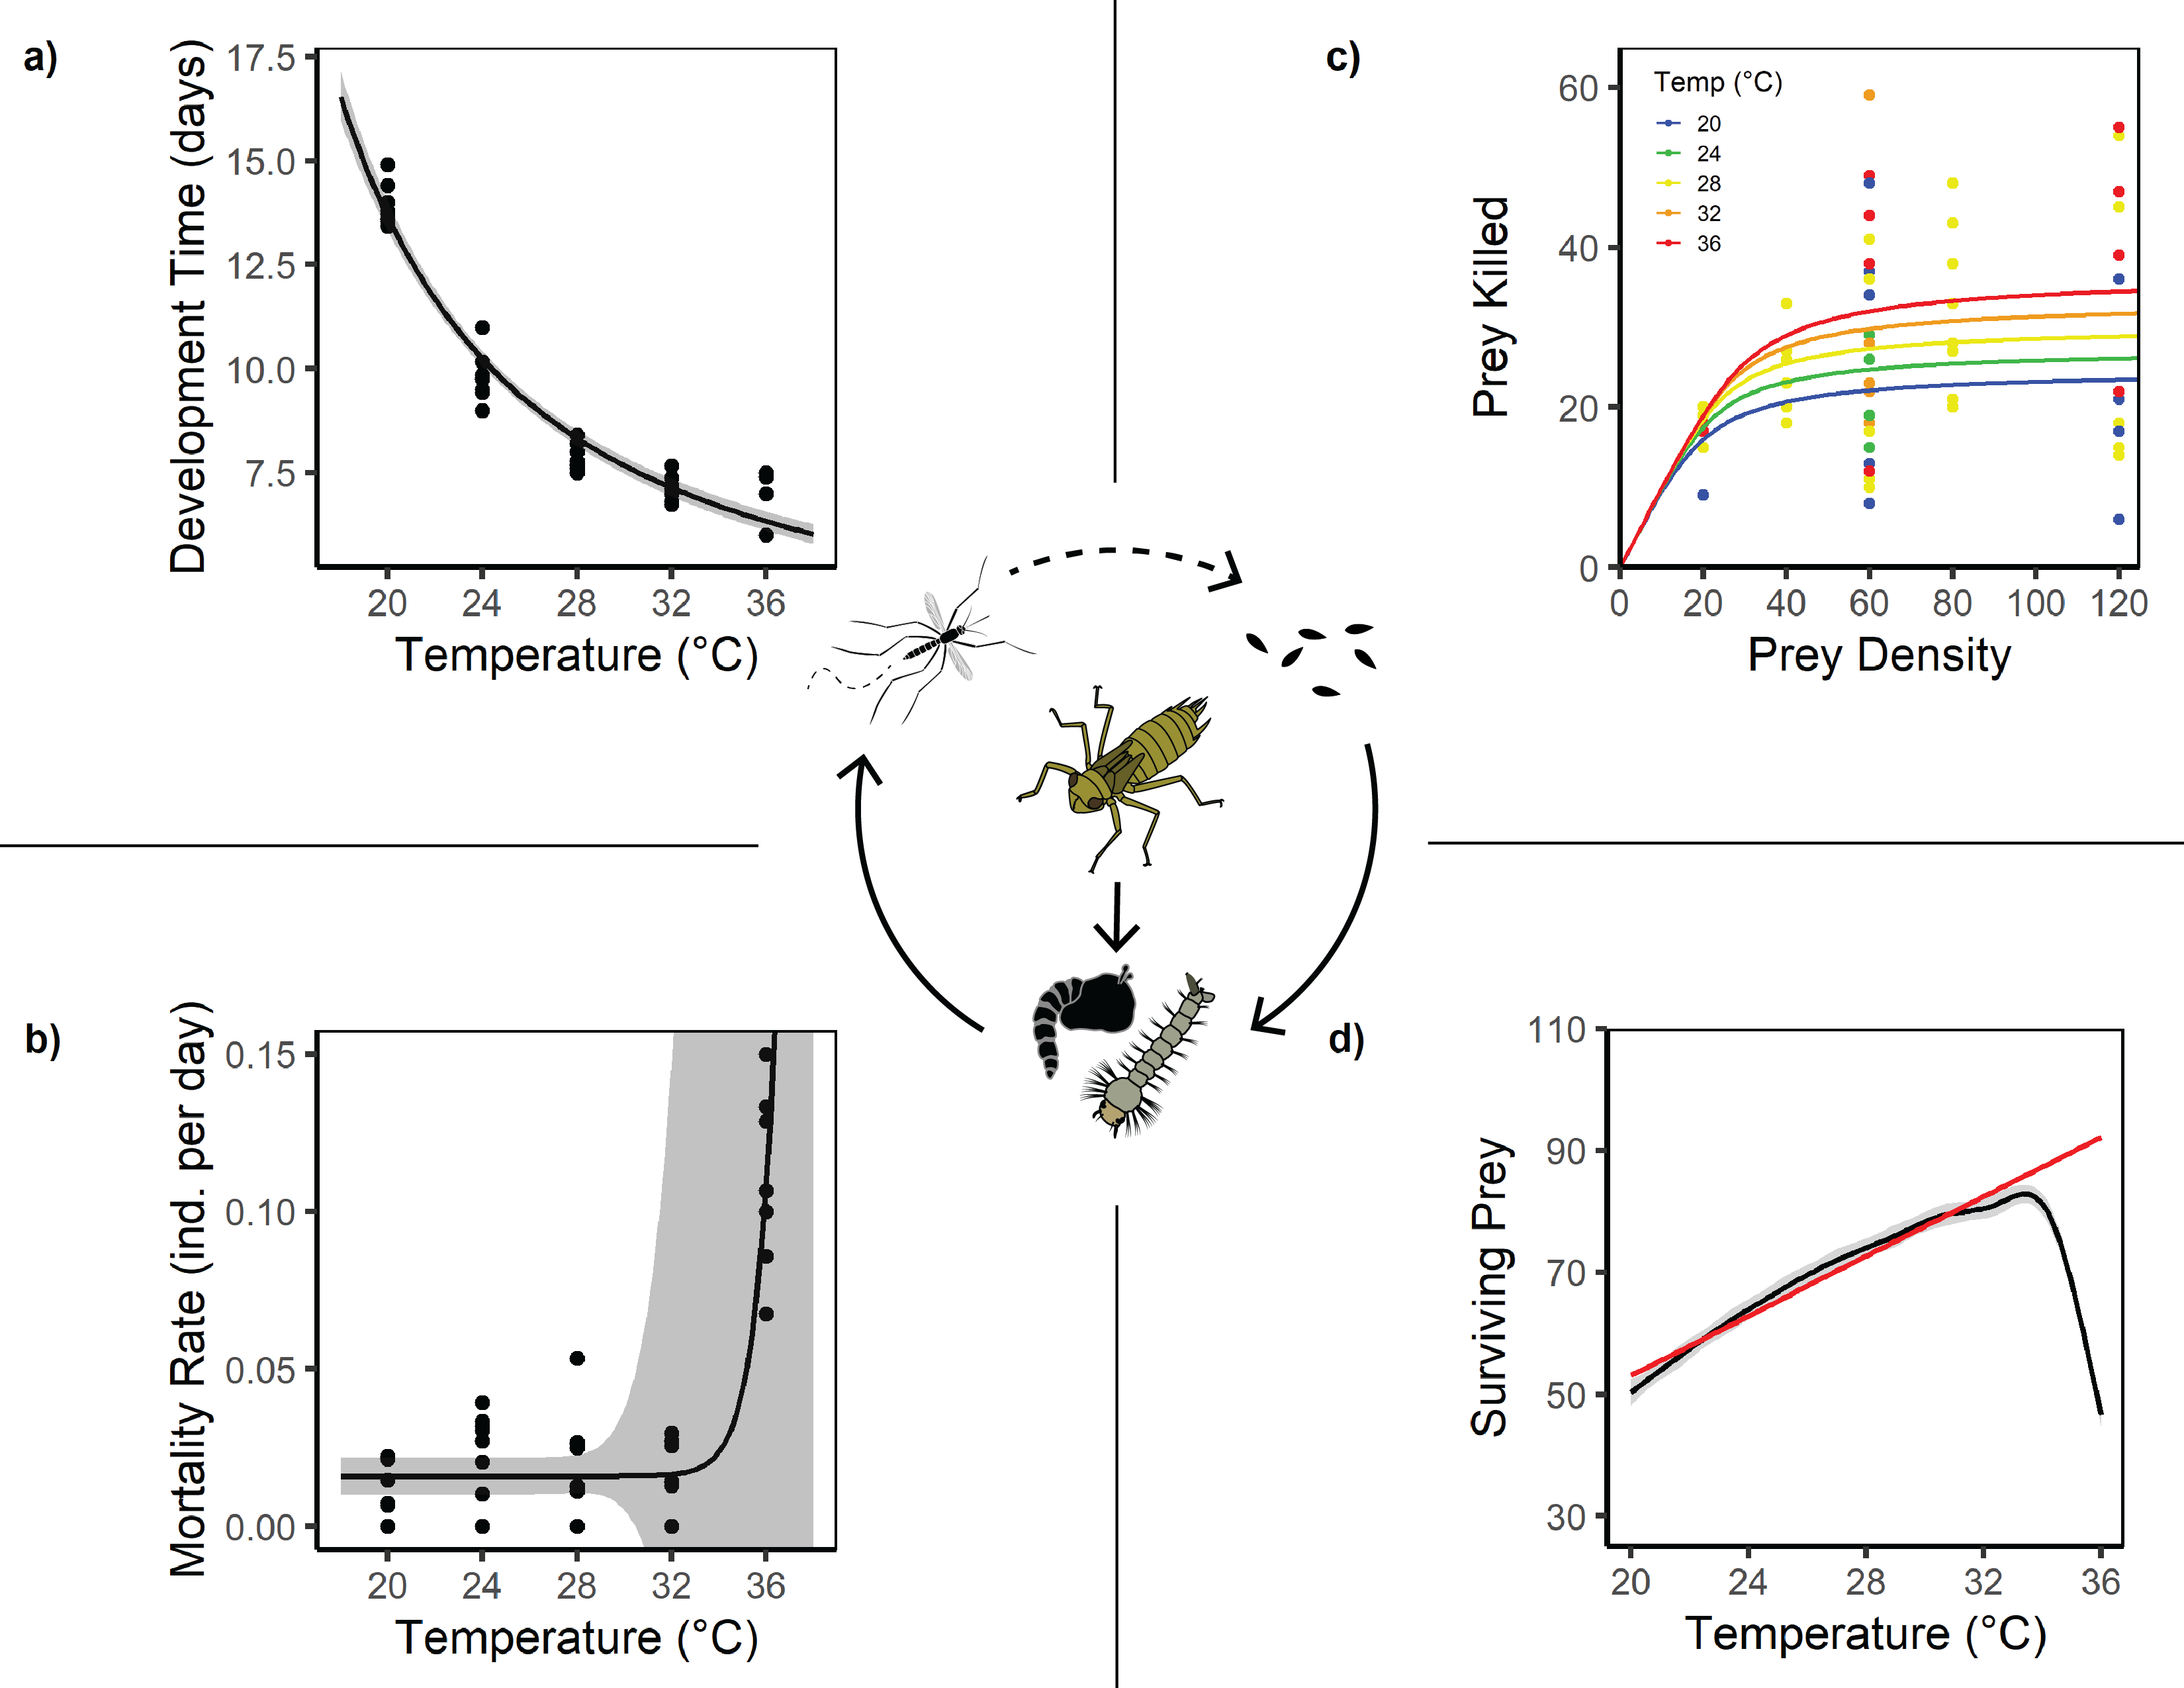 a)
Development Time (days)
17.5
15.0
12.5
10.0
7.5
20 24 28 32 36
Temperature (°C)
c)
Prey Killed
60
40
20
0
Temp (°C)
20
24
28
32
36
0 20 40 60 80 100 120
Prey Density
b)
Mortality Rate (ind. per day)
0.15
0.10
0.05
0.00
20 24 28 32 36
Temperature (°C)
d)
Surviving Prey
110
90
70
50
30
20 24 28 32 36
Temperature (°C)